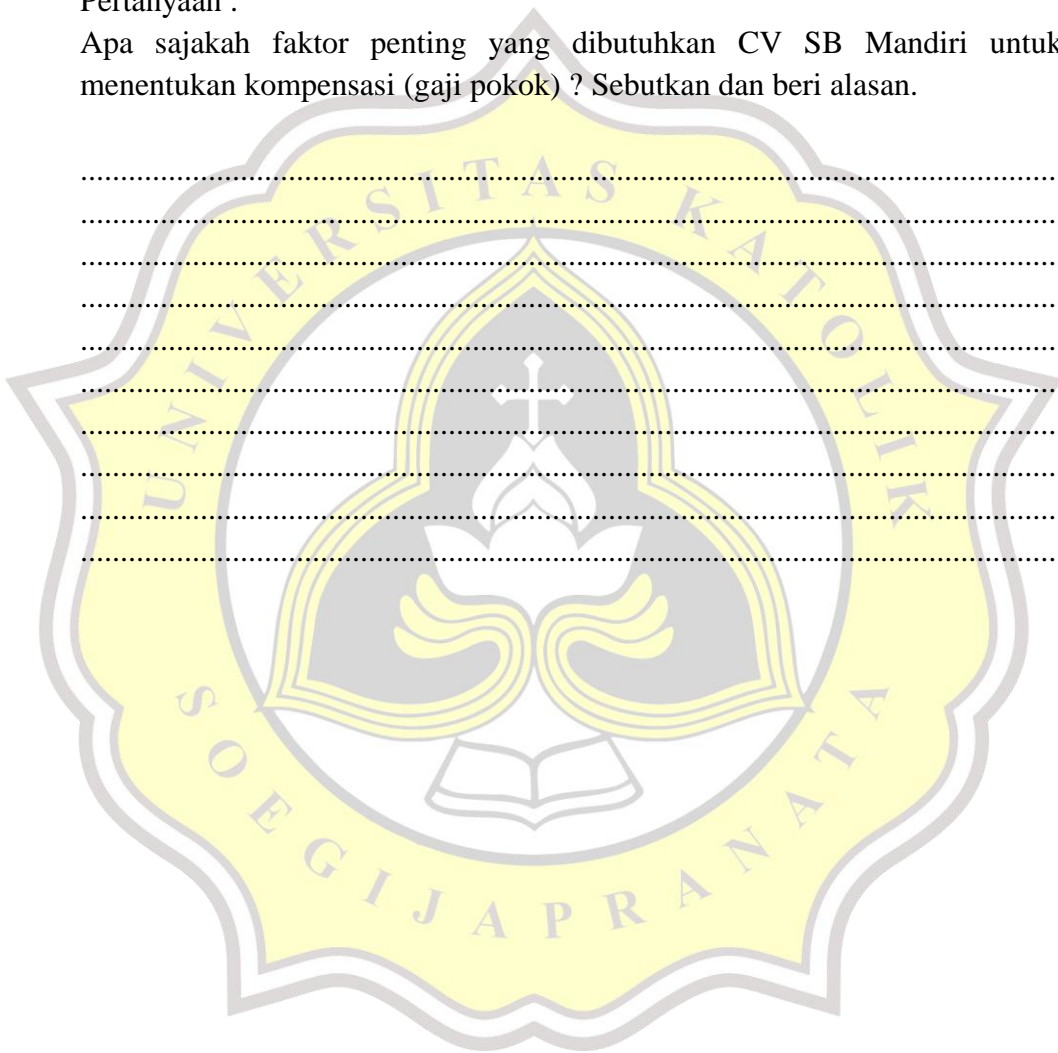 Pertanyaan :
Apa sajakah faktor penting yang dibutuhkan CV SB Mandiri untuk
menentukan kompensasi (gaji pokok) ? Sebutkan dan beri alasan.
....................................................................................................................
....................................................................................................................
....................................................................................................................
....................................................................................................................
....................................................................................................................
....................................................................................................................
....................................................................................................................
....................................................................................................................
....................................................................................................................
....................................................................................................................
UNIVERSITAS KATOLIK
SOEGIJAPRANATA